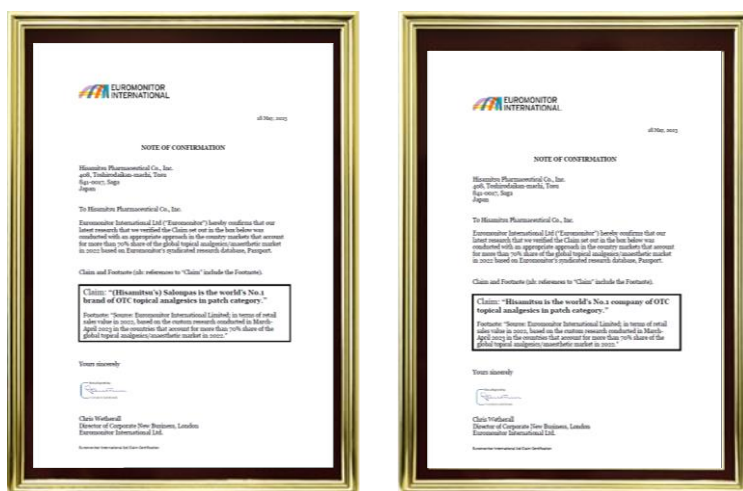 EUROMONITOR
INTERNATIONAL
18 May, 2023
NOTE OF CONFIRMATION
Hisamitsu Pharmaceutical Co., Inc.
408, Tashirodaikan-machi, Tosu
841-0017, Saga
Japan
To Hisamitsu Pharmaceutical Co., Inc.
Euromonitor International Ltd ("Euromonitor") hereby confirms that our
latest research that we verified the Claim set out in the box below was
conducted with an appropriate approach in the country markets that account
for more than 70% share of the global topical analgesics/anaesthetic market
in 2022 based on Euromonitor's syndicated research database, Passport.
Claim and Footnote (nb: references to "Claim" include the Footnote).
Claim: "(Hisamitsu's) Salonpas is the world's No.1
brand of OTC topical analgesics in patch category."
Footnote: "Source: Euromonitor International Limited; in terms of retail
sales value in 2022, based on the custom research conducted in March-
April 2023 in the countries that account for more than 70% share of the
global topical analgesics/anaesthetic market in 2022."
Yours sincerely
Chris Wetherall
Director of Corporate New Business, London
Euromonitor International Ltd.
Euromonitor International Ltd Claim Certification
EUROMONITOR
INTERNATIONAL
18 May, 2023
NOTE OF CONFIRMATION
Hisamitsu Pharmaceutical Co., Inc.
408, Tashirodaikan-machi, Tosu
841-0017, Saga
Japan
To Hisamitsu Pharmaceutical Co., Inc.
Euromonitor International Ltd ("Euromonitor") hereby confirms that our
latest research that we verified the Claim set out in the box below was
conducted with an appropriate approach in the country markets that account
for more than 70% share of the global topical analgesics/anaesthetic market
in 2022 based on Euromonitor's syndicated research database, Passport.
Claim and Footnote (nb: references to "Claim" include the Footnote).
Claim: "Hisamitsu is the world's No.1 company of OTC
topical analgesics in patch category."
Footnote: "Source: Euromonitor International Limited; in terms of retail
sales value in 2022, based on the custom research conducted in March-
April 2023 in the countries that account for more than 70% share of the
global topical analgesics/anaesthetic market in 2022."
Yours sincerely
Chris Wetherall
Director of Corporate New Business, London
Euromonitor International Ltd.
Euromonitor International Ltd Claim Certification